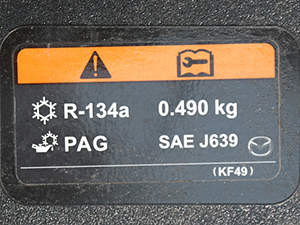 R-134a 0.490 kg
PAG SAE J639
(KF49)